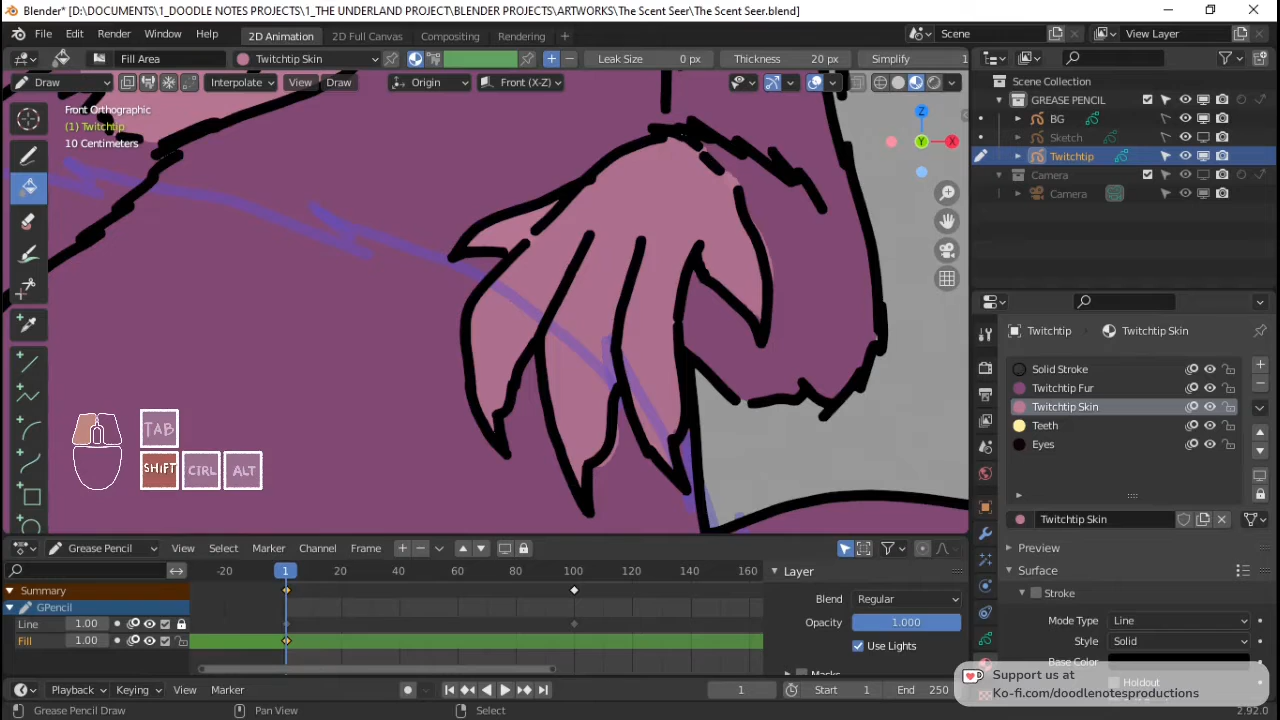 Blender* [D:\DOCUMENTS\1_DOODLE NOTES PROJECTS\1_THE UNDERLAND PROJECT\BLENDER PROJECTS\ARTWORKS\The Scent Seer\The Scent Seer.blend]
File Edit Render Window Help 2D Animation 2D Full Canvas Compositing Rendering Scene View Layer
Fill Area Twitchtip Skin Leak Size 0 px Thickness 20 px Simplify 1
Draw Interpolate View Draw Origin Front (X-Z)
Front Orthographic
(1) Twitchtip
10 Centimeters
Z
Y
X
TAB
SHIFT CTRL ALT
Scene Collection
GREASE PENCIL
BG
Sketch
Twitchtip
Camera
Camera
Twitchtip Twitchtip Skin
Solid Stroke
Twitchtip Fur
Twitchtip Skin
Teeth
Eyes
Twitchtip Skin
Preview
Surface
Stroke
Mode Type Line
Style Solid
Base Color
Holdout
Grease Pencil View Select Marker Channel Frame
-20 1 20 40 60 80 100 120 140 160
Summary
GPencil
Line 1.00
Fill 1.00
Layer
Blend Regular
Opacity 1.000
Use Lights
Masks
Playback Keying View Marker 1 Start 1 End 250
Grease Pencil Draw Pan View Select 2.92.0
Support us at
Ko-fi.com/doodlenotesproductions